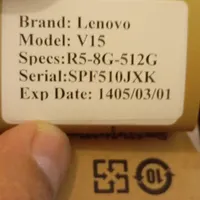 Brand: Lenovo
Model: V15
Specs:R5-8G-512G
Serial:SPF510JXK
Exp Date: 1405/03/01
10